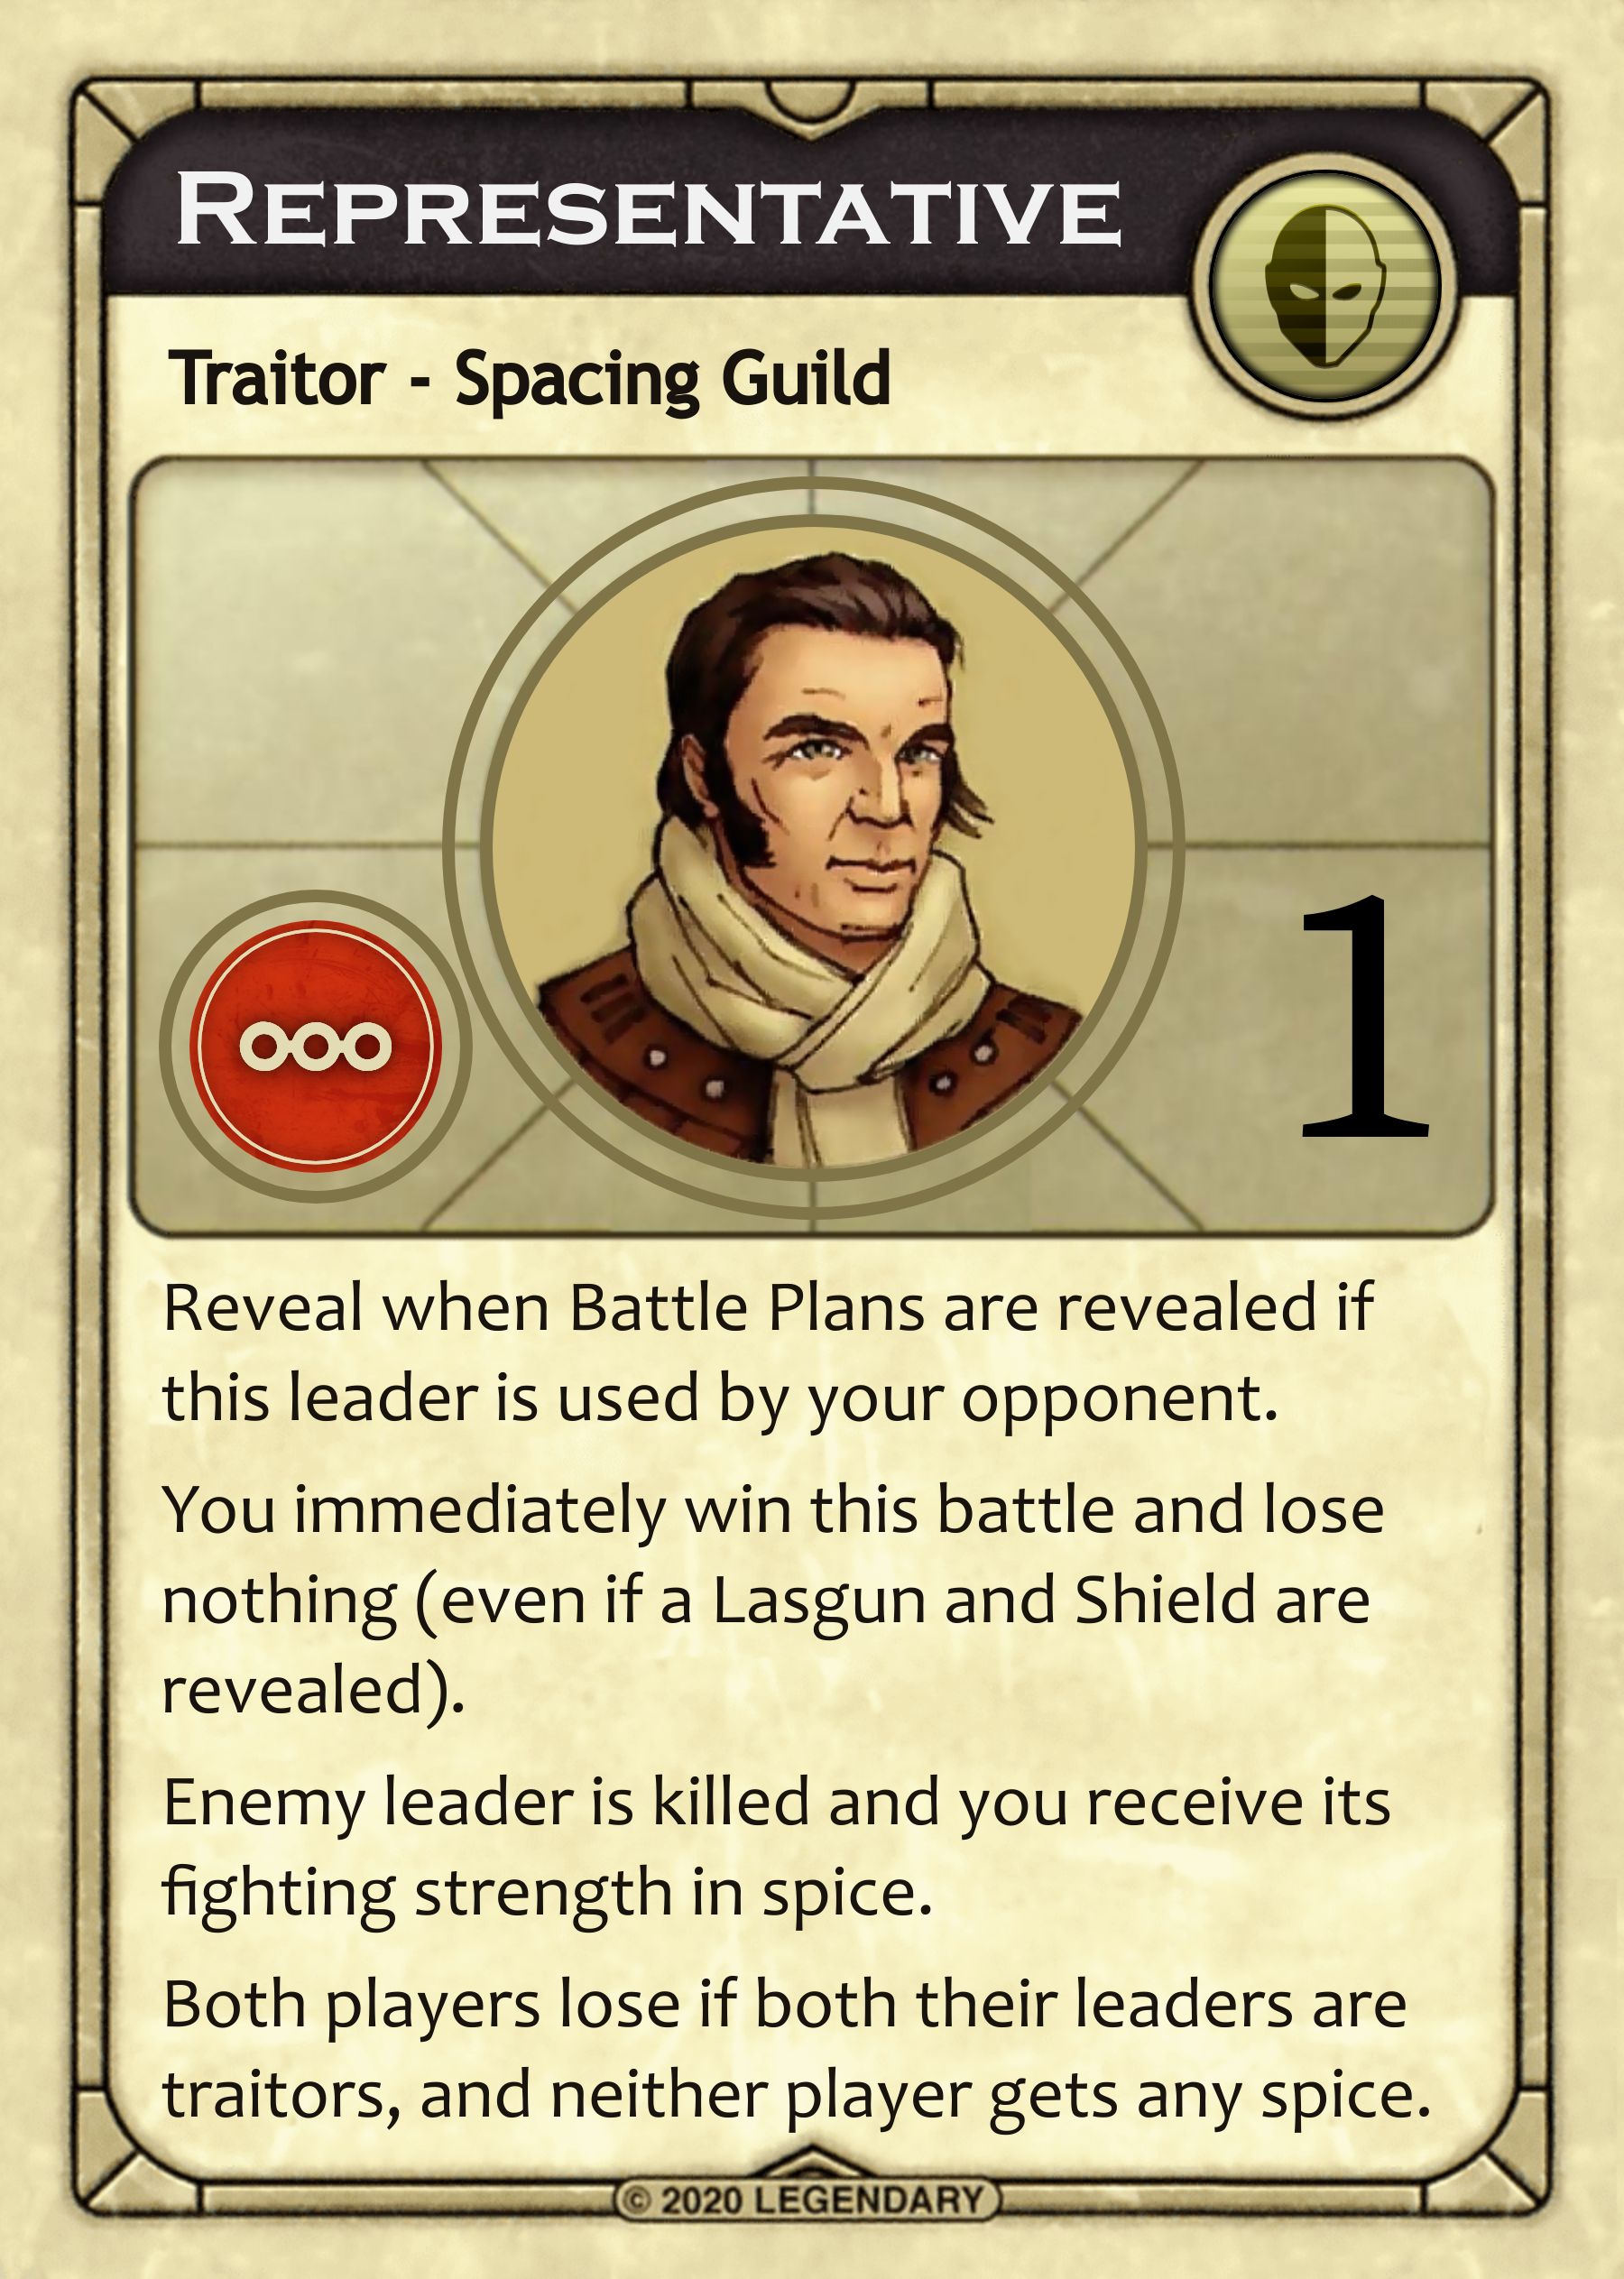 REPRESENTATIVE
Traitor - Spacing Guild
1
Reveal when Battle Plans are revealed if
this leader is used by your opponent.
You immediately win this battle and lose
nothing (even if a Lasgun and Shield are
revealed).
Enemy leader is killed and you receive its
fighting strength in spice.
Both players lose if both their leaders are
traitors, and neither player gets any spice.
© 2020 LEGENDARY